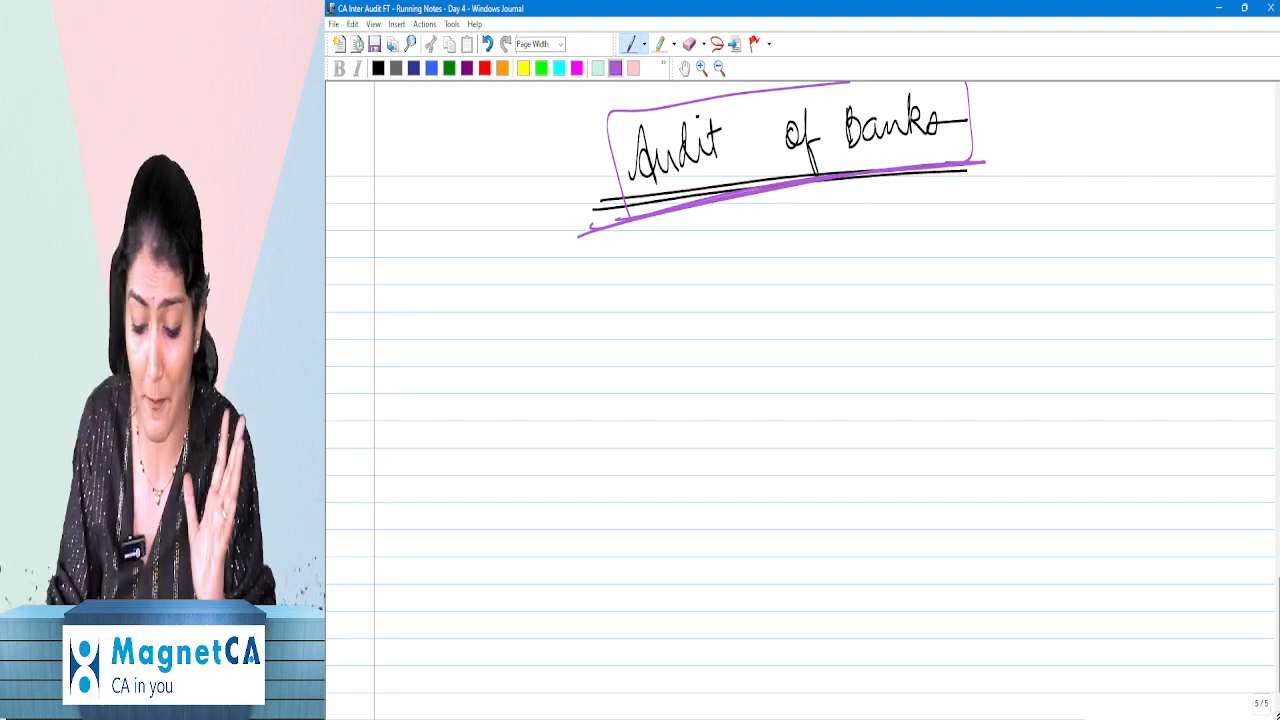 CA Inter Audit FT - Running Notes - Day 4 - Windows Journal
File Edit View Insert Actions Tools Help
Page Width
B I
Audit of Banks
MagnetCA
CA in you
5/5